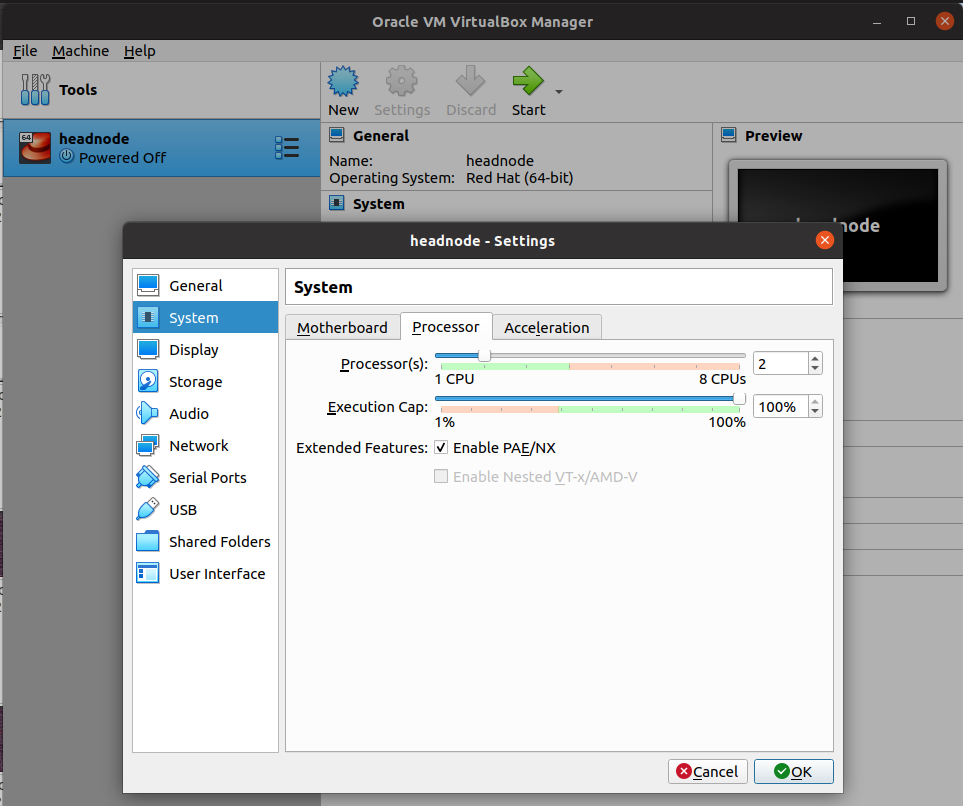 Oracle VM VirtualBox Manager
File Machine Help
Tools
New Settings Discard Start
64
headnode
Powered Off
General
Name: headnode
Operating System: Red Hat (64-bit)
System
Preview
headnode - Settings
General
System
Display
Storage
Audio
Network
Serial Ports
USB
Shared Folders
User Interface
System
Motherboard Processor Acceleration
Processor(s): 2
1 CPU 8 CPUs
Execution Cap: 100%
1% 100%
Extended Features: Enable PAE/NX
Enable Nested VT-x/AMD-V
Cancel OK